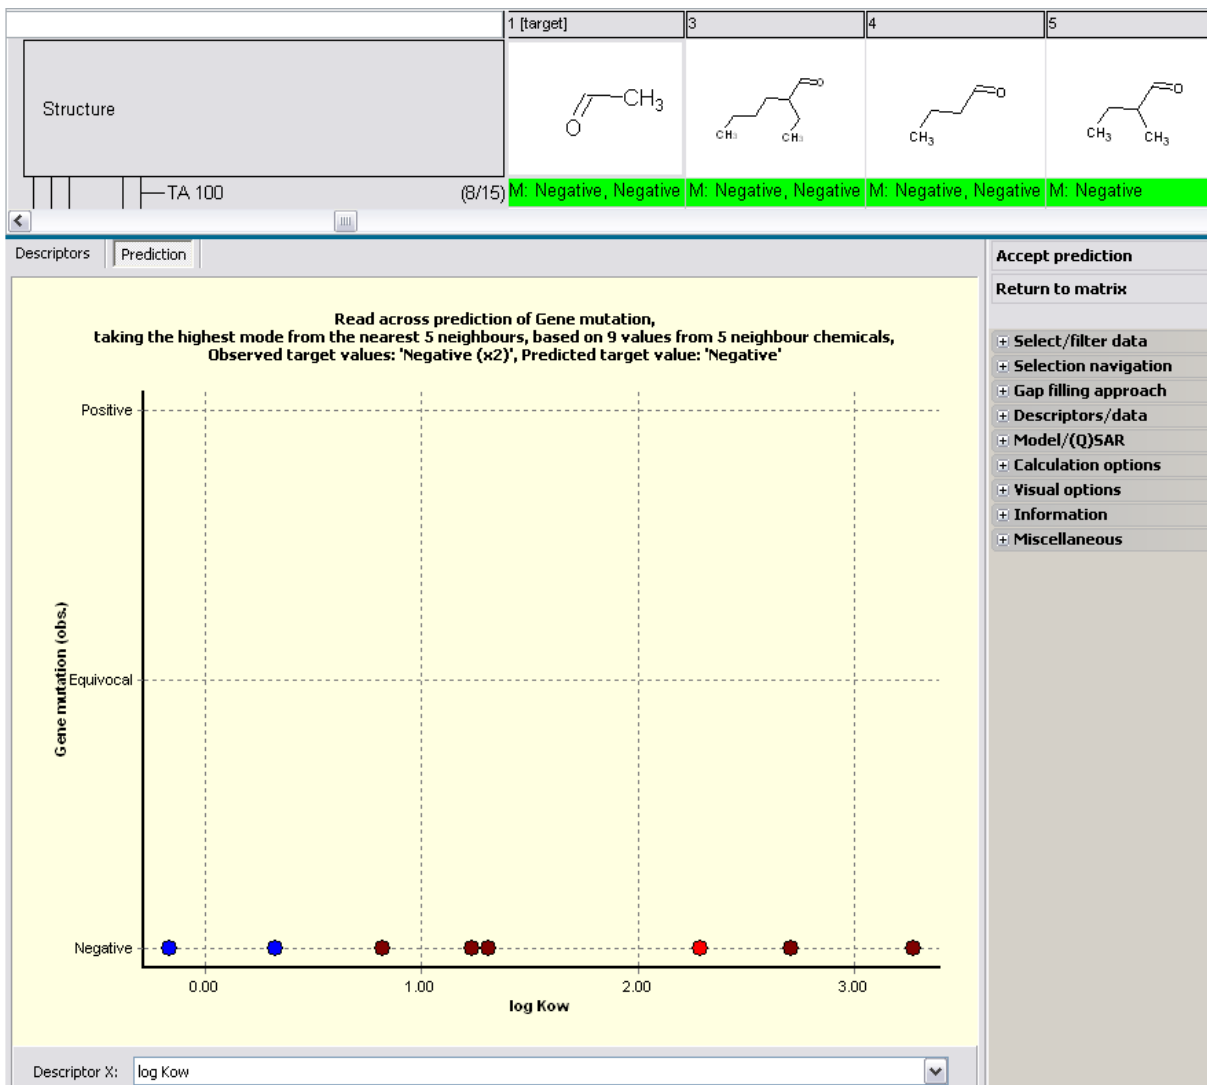 1 [target] 3 4 5
Structure
O CH3
CH3 CH3 O
CH3 O
CH3 CH3 O
TA 100 (8/15) M: Negative, Negative M: Negative, Negative M: Negative, Negative M: Negative
Descriptors Prediction
Accept prediction
Return to matrix
Read across prediction of Gene mutation,
taking the highest mode from the nearest 5 neighbours, based on 9 values from 5 neighbour chemicals,
Observed target values: 'Negative (x2)', Predicted target value: 'Negative'
Select/filter data
Selection navigation
Gap filling approach
Descriptors/data
Model/(Q)SAR
Calculation options
Visual options
Information
Miscellaneous
Positive
Equivocal
Negative
Gene mutation (obs.)
0.00 1.00 2.00 3.00
log Kow
Descriptor X: log Kow